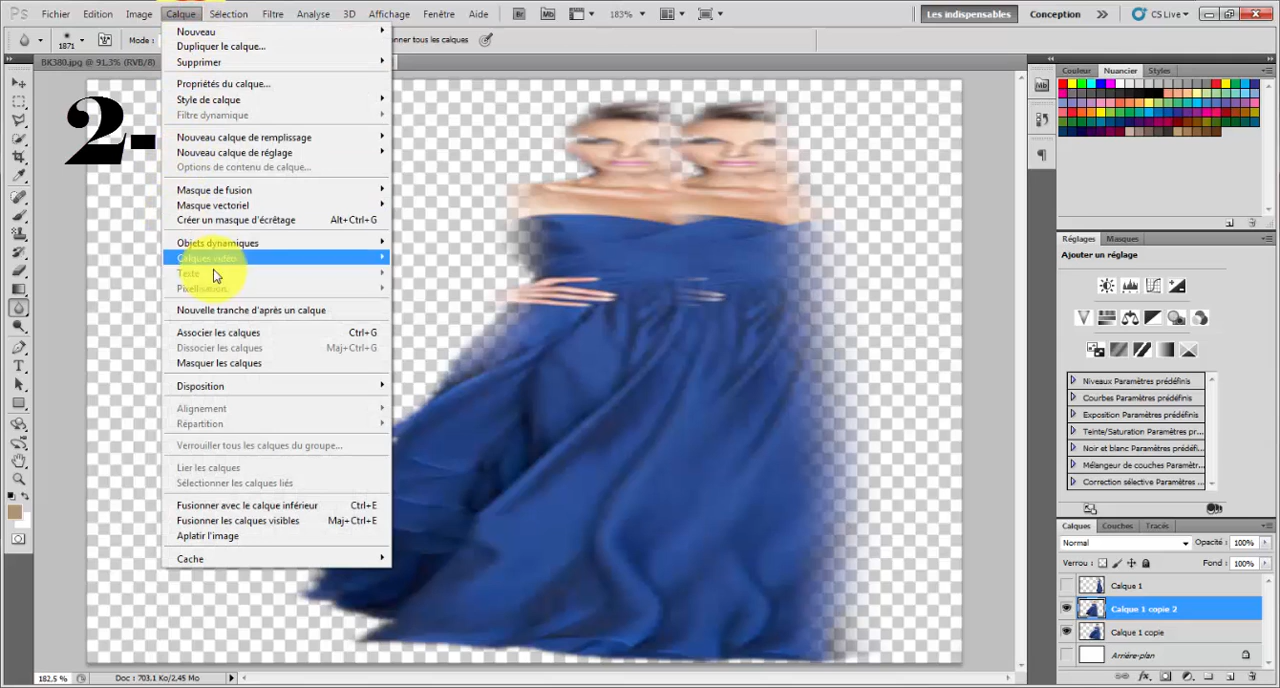 PS Fichier Edition Image Calque Sélection Filtre Analyse 3D Affichage Fenêtre Aide Br Mb 183% Les indispensables Conception CS Live
1871 Mode : nner tous les calques
BK380.jpg @ 91,3% (RVB/8)
2-
Nouveau
Dupliquer le calque...
Supprimer
Propriétés du calque...
Style de calque
Filtre dynamique
Nouveau calque de remplissage
Nouveau calque de réglage
Options de contenu de calque...
Masque de fusion
Masque vectoriel
Créer un masque d'écrêtage Alt+Ctrl+G
Objets dynamiques
Calques vidéo
Texte
Pixellisation
Nouvelle tranche d'après un calque
Associer les calques Ctrl+G
Dissocier les calques Maj+Ctrl+G
Masquer les calques
Disposition
Alignement
Répartition
Verrouiller tous les calques du groupe...
Lier les calques
Sélectionner les calques liés
Fusionner avec le calque inférieur Ctrl+E
Fusionner les calques visibles Maj+Ctrl+E
Aplatir l'image
Cache
Couleur Nuancier Styles
Mb
Réglages Masques
Ajouter un réglage
Niveaux Paramètres prédéfinis
Courbes Paramètres prédéfinis
Exposition Paramètres prédéfinis
Teinte/Saturation Paramètres pr...
Noir et blanc Paramètres prédéfi...
Mélangeur de couches Paramètr...
Correction sélective Paramètres ...
Calques Couches Tracés
Normal Opacité : 100%
Verrou : Fond : 100%
Calque 1
Calque 1 copie 2
Calque 1 copie
Arrière-plan
182.5 % Doc : 703.1 Ko/2,45 Mo